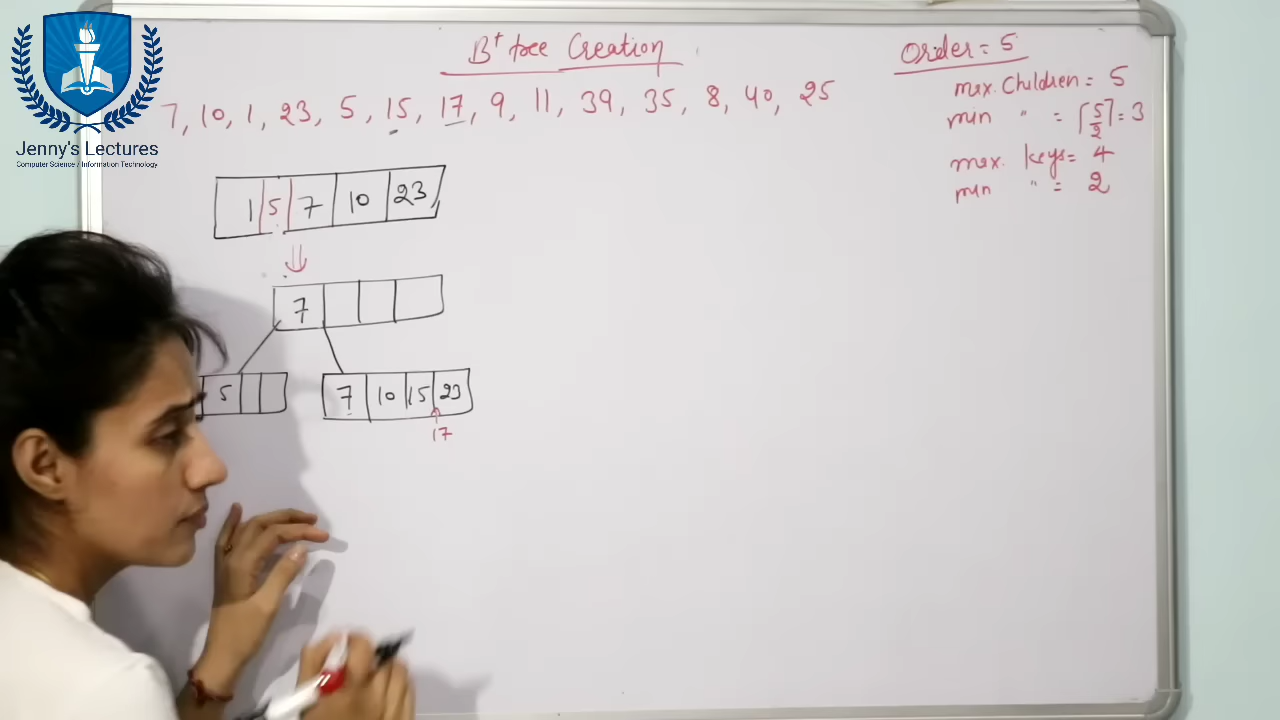 Jenny's Lectures
Computer Science / Information Technology
B⁺ tree Creation
7, 10, 1, 23, 5, 15, 17, 9, 11, 39, 35, 8, 40, 25
Order = 5
max. Children = 5
min " = ⌈5/2⌉ = 3
max. keys = 4
min " = 2
1 5 7 10 23
⇓
7
5
7 10 15 23
17